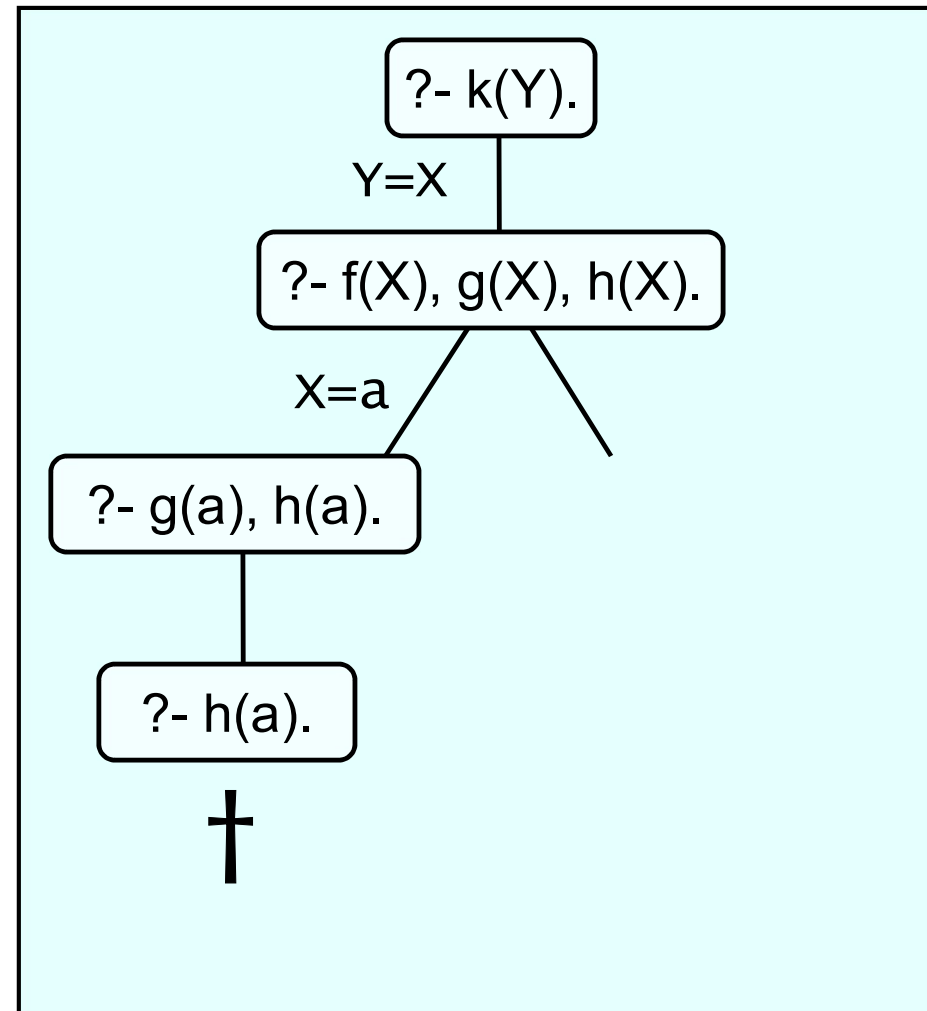 ?- k(Y).
Y=X
?- f(X), g(X), h(X).
X=a
?- g(a), h(a).
?- h(a).
†